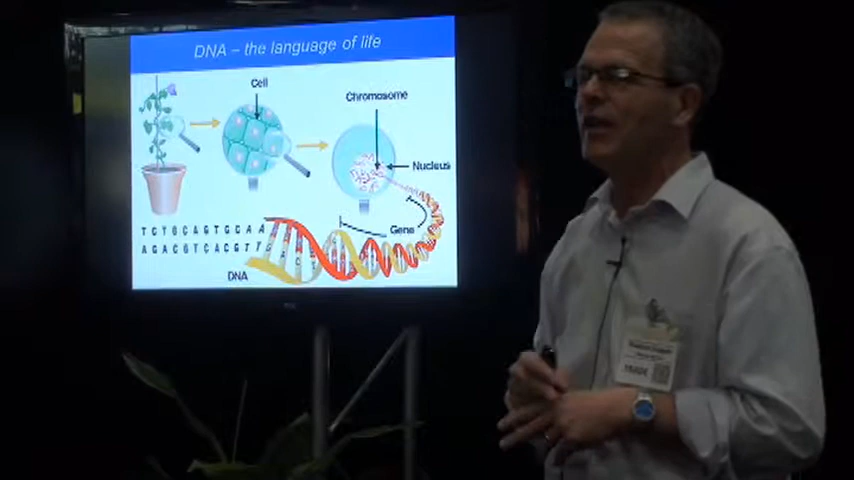 DNA – the language of life
Cell
Chromosome
Nucleus
Gene
TCTGCAGTGCAA
AGACGTCACGTT
DNA